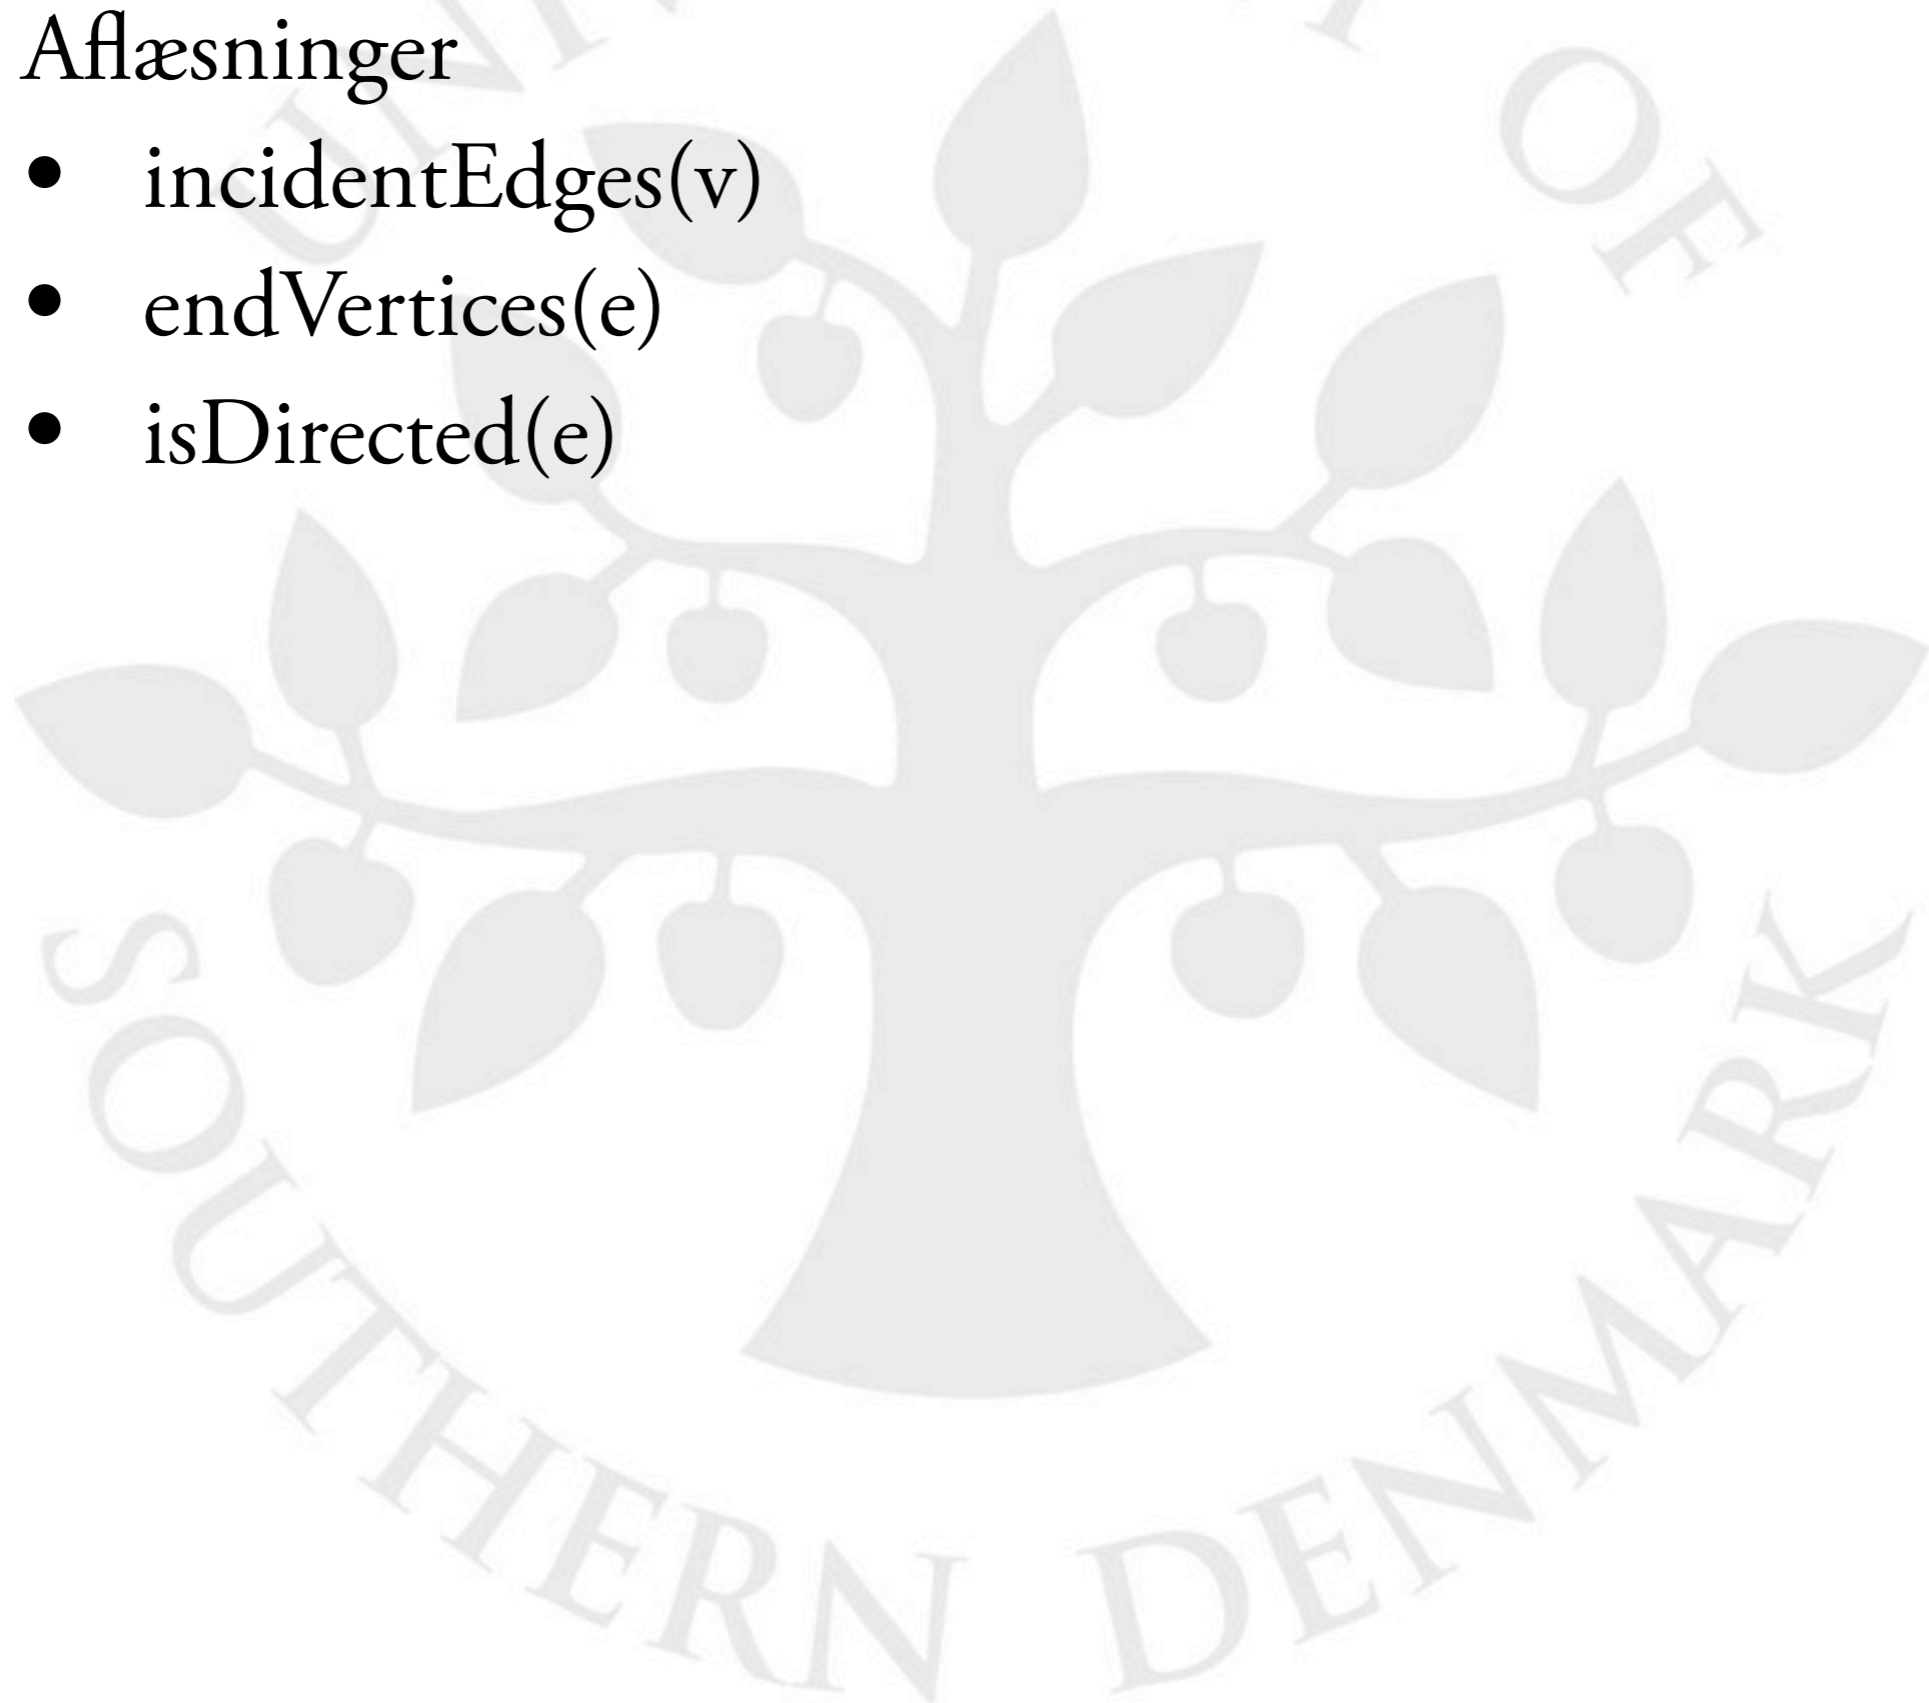 Aflæsninger
• incidentEdges(v)
• endVertices(e)
• isDirected(e)
OF
SOUTHERN DENMARK